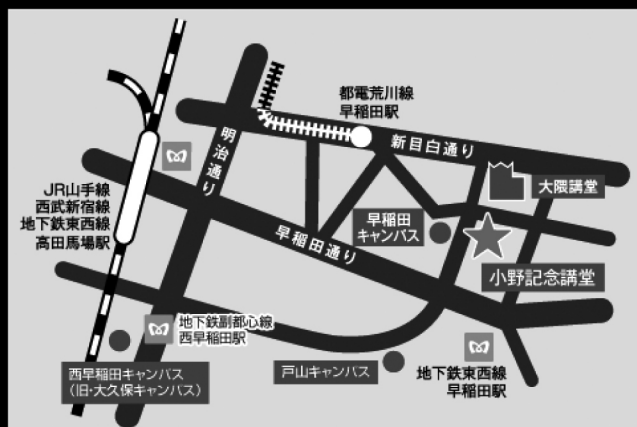 都電荒川線
早稲田駅
新目白通り
明治通り
大隈講堂
JR山手線
西武新宿線
地下鉄東西線
高田馬場駅
早稲田
キャンパス
早稲田通り
小野記念講堂
地下鉄副都心線
西早稲田駅
西早稲田キャンパス
(旧・大久保キャンパス)
戸山キャンパス
地下鉄東西線
早稲田駅